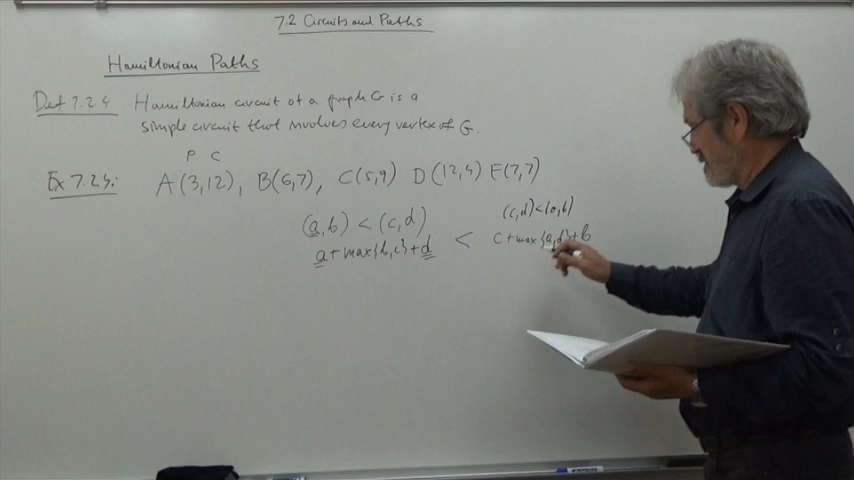 7.2 Circuits and Paths
Hamiltonian Paths
Def 7.2.4 Hamiltonian circuit of a graph G is a
simple circuit that involves every vertex of G.
P C
Ex 7.2.4: A(3,12), B(6,7), C(5,9) D(12,4) E(7,7)
(a,b) < (c,d) (c,d)<(a,b)
a+max{b,c}+d < c+max{a,d}+b